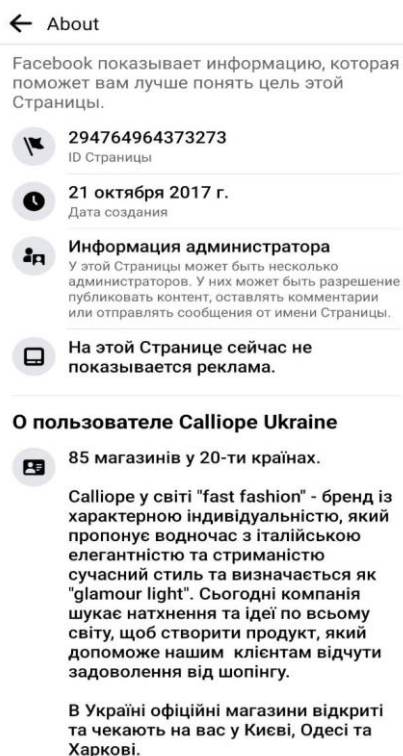 About
Facebook показывает информацию, которая
поможет вам лучше понять цель этой
Страницы.
294764964373273
ID Страницы
21 октября 2017 г.
Дата создания
Информация администратора
У этой Страницы может быть несколько
администраторов. У них может быть разрешение
публиковать контент, оставлять комментарии
или отправлять сообщения от имени Страницы.
На этой Странице сейчас не
показывается реклама.
О пользователе Calliope Ukraine
85 магазинів у 20-ти країнах.
Calliope у світі "fast fashion" - бренд із
характерною індивідуальністю, який
пропонує водночас з італійською
елегантністю та стриманістю
сучасний стиль та визначається як
"glamour light". Сьогодні компанія
шукає натхнення та ідеї по всьому
світу, щоб створити продукт, який
допоможе нашим клієнтам відчути
задоволення від шопінгу.
В Україні офіційні магазини відкриті
та чекають на вас у Києві, Одесі та
Харкові.